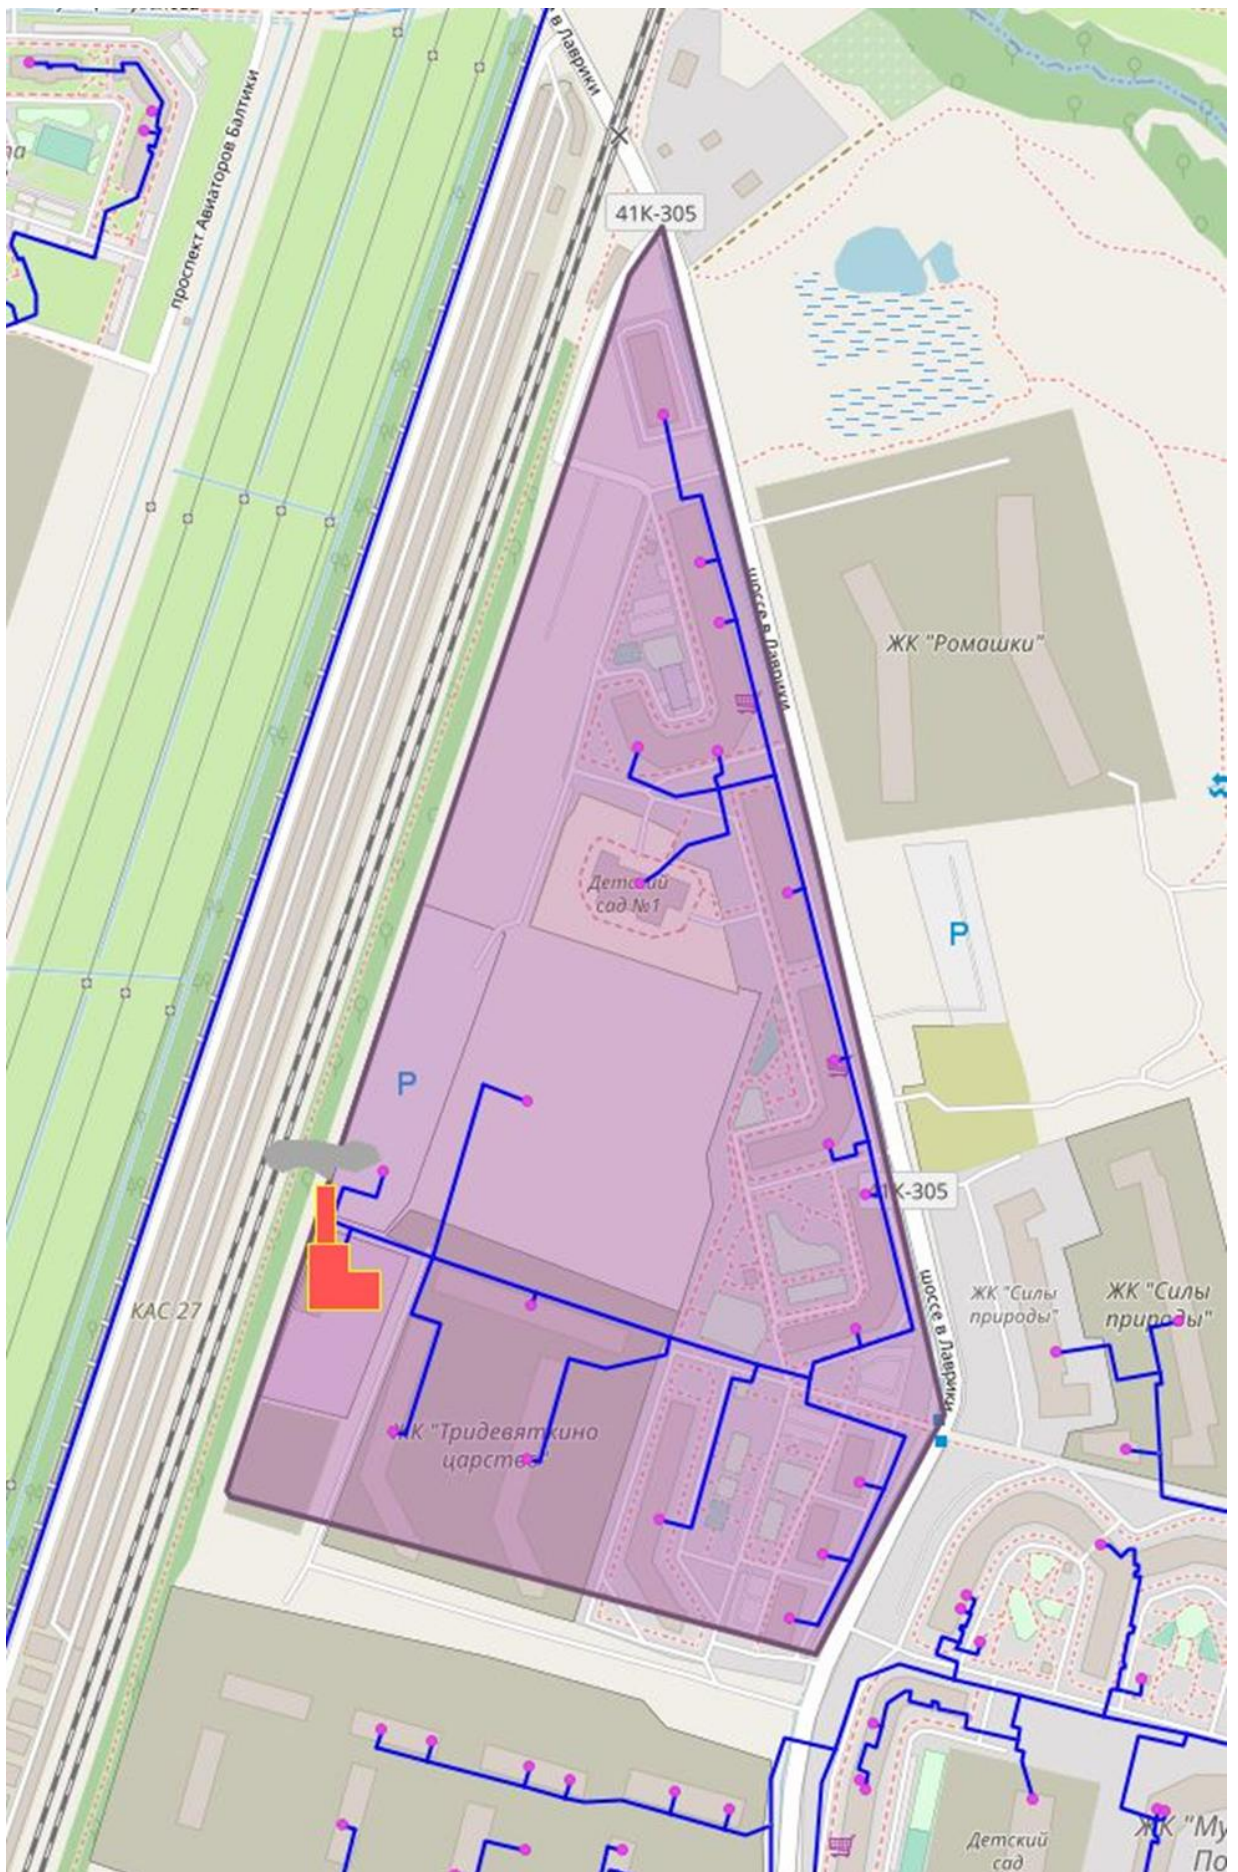 в Лаврики
проспект Авиаторов Балтики
41К-305
шоссе в Лаврики
ЖК "Ромашки"
Детский
сад №1
P
P
41К-305
шоссе в Лаврики
КАС 27
ЖК "Силы
природы"
ЖК "Силы
природы"
ЖК "Тридевяткино
царство"
Детский
сад
ЖК "Му
По